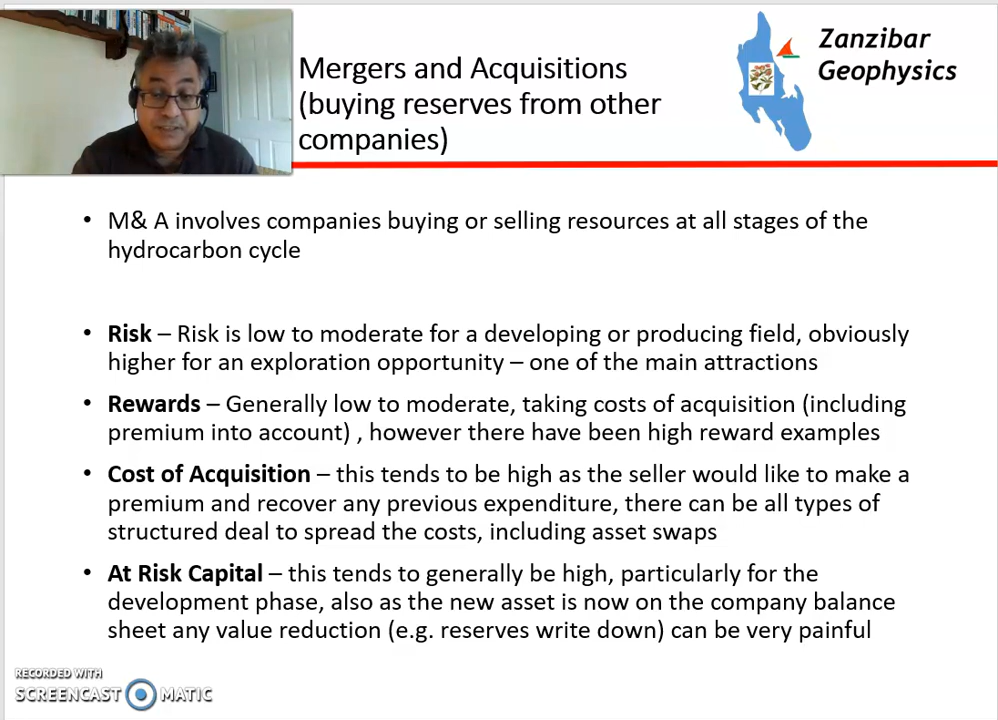 Mergers and Acquisitions
(buying reserves from other
companies)
Zanzibar
Geophysics
• M& A involves companies buying or selling resources at all stages of the
hydrocarbon cycle
• Risk – Risk is low to moderate for a developing or producing field, obviously
higher for an exploration opportunity – one of the main attractions
• Rewards – Generally low to moderate, taking costs of acquisition (including
premium into account) , however there have been high reward examples
• Cost of Acquisition – this tends to be high as the seller would like to make a
premium and recover any previous expenditure, there can be all types of
structured deal to spread the costs, including asset swaps
• At Risk Capital – this tends to generally be high, particularly for the
development phase, also as the new asset is now on the company balance
sheet any value reduction (e.g. reserves write down) can be very painful
RECORDED WITH
SCREENCAST MATIC